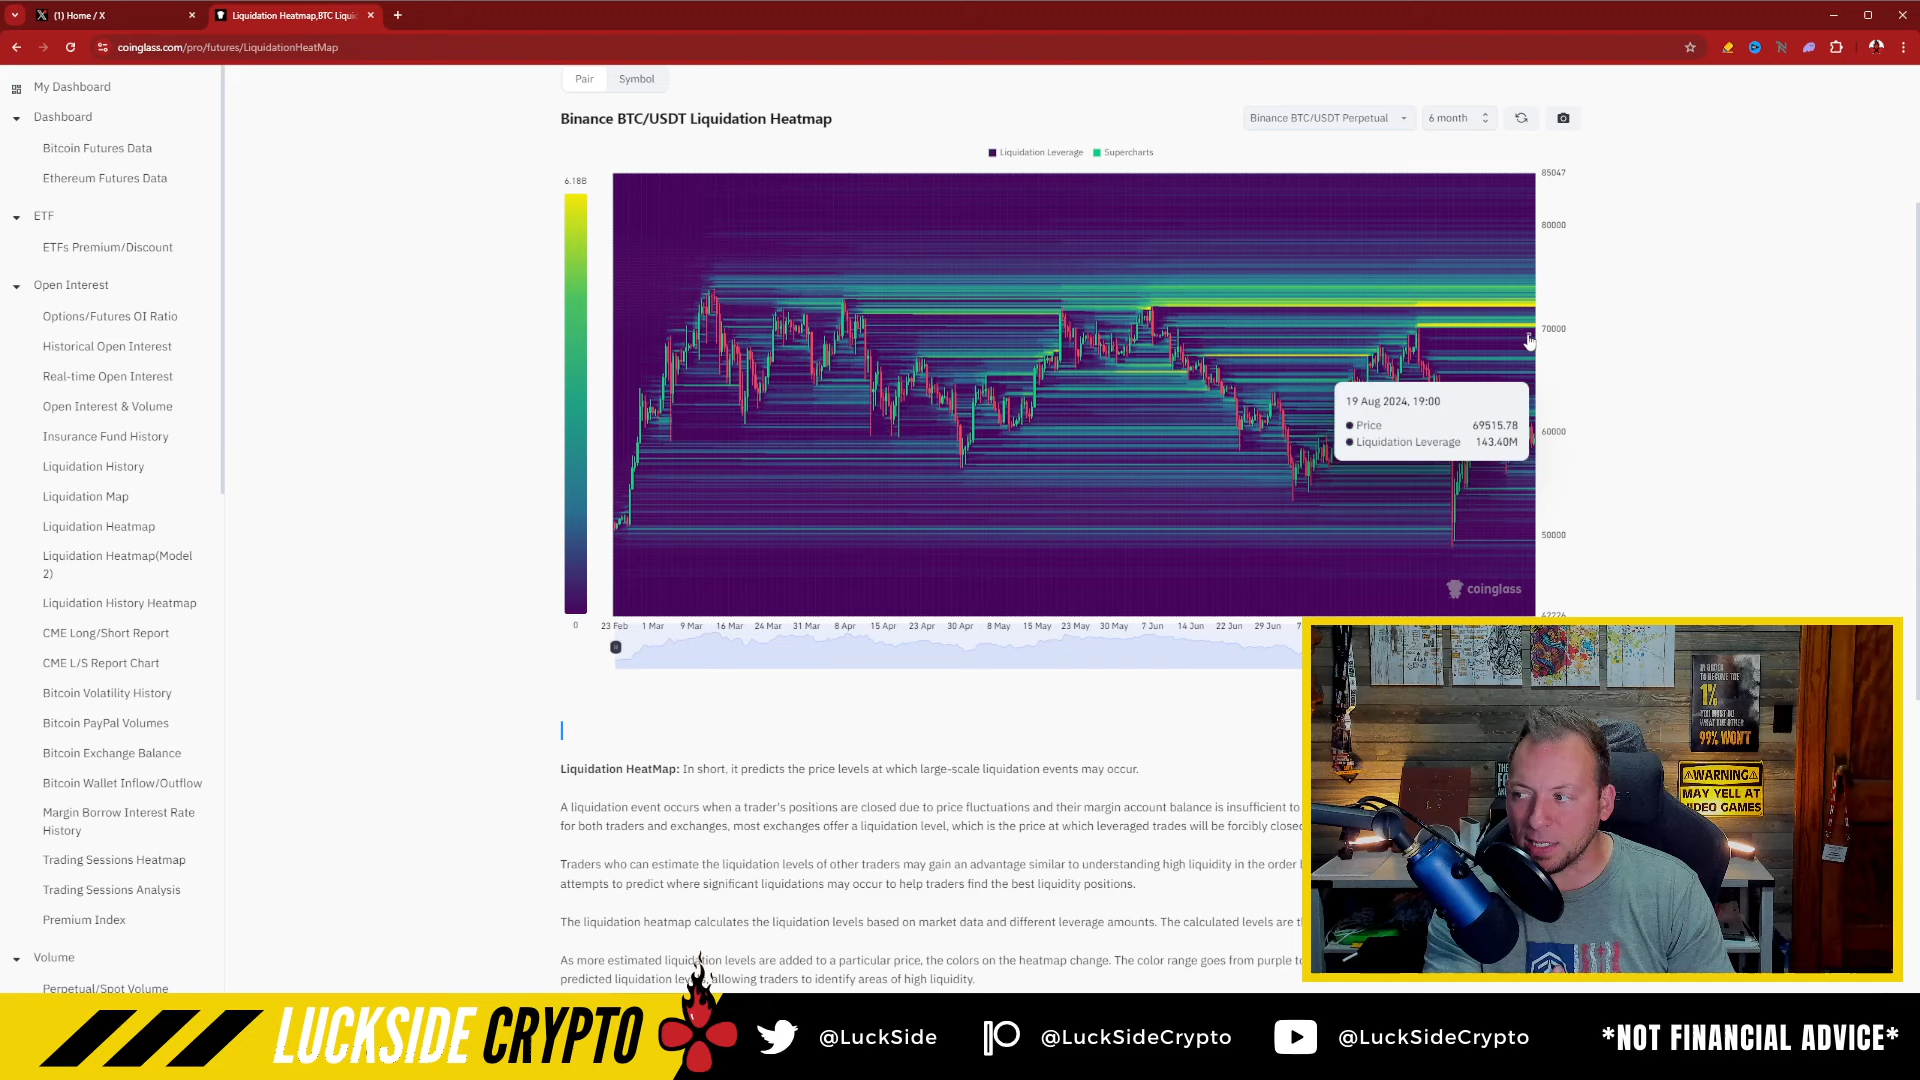 (1) Home / X
Liquidation Heatmap,BTC Liquid
coinglass.com/pro/futures/LiquidationHeatMap
My Dashboard
Dashboard
Bitcoin Futures Data
Ethereum Futures Data
ETF
ETFs Premium/Discount
Open Interest
Options/Futures OI Ratio
Historical Open Interest
Real-time Open Interest
Open Interest & Volume
Insurance Fund History
Liquidation History
Liquidation Map
Liquidation Heatmap
Liquidation Heatmap(Model
2)
Liquidation History Heatmap
CME Long/Short Report
CME L/S Report Chart
Bitcoin Volatility History
Bitcoin PayPal Volumes
Bitcoin Exchange Balance
Bitcoin Wallet Inflow/Outflow
Margin Borrow Interest Rate
History
Trading Sessions Heatmap
Trading Sessions Analysis
Premium Index
Volume
Perpetual/Spot Volume
Pair Symbol
Binance BTC/USDT Liquidation Heatmap
Binance BTC/USDT Perpetual 6 month
Liquidation Leverage Supercharts
6.18B
0
85047
80000
70000
60000
50000
19 Aug 2024, 19:00
Price 69515.78
Liquidation Leverage 143.40M
coinglass
23 Feb 1 Mar 9 Mar 16 Mar 24 Mar 31 Mar 8 Apr 15 Apr 23 Apr 30 Apr 8 May 15 May 23 May 30 May 7 Jun 14 Jun 22 Jun 29 Jun
Liquidation HeatMap: In short, it predicts the price levels at which large-scale liquidation events may occur.
A liquidation event occurs when a trader's positions are closed due to price fluctuations and their margin account balance is insufficient to
for both traders and exchanges, most exchanges offer a liquidation level, which is the price at which leveraged trades will be forcibly closed
Traders who can estimate the liquidation levels of other traders may gain an advantage similar to understanding high liquidity in the order
attempts to predict where significant liquidations may occur to help traders find the best liquidity positions.
The liquidation heatmap calculates the liquidation levels based on market data and different leverage amounts. The calculated levels are
As more estimated liquidation levels are added to a particular price, the colors on the heatmap change. The color range goes from purple to
predicted liquidation allowing traders to identify areas of high liquidity.
IN ORDER
TO BECOME THE
1%
YOU MUST DO
WHAT THE OTHER
99% WON'T
WARNING
MAY YELL AT
VIDEO GAMES
LUCKSIDE CRYPTO
@LuckSide
@LuckSideCrypto
@LuckSideCrypto
*NOT FINANCIAL ADVICE*